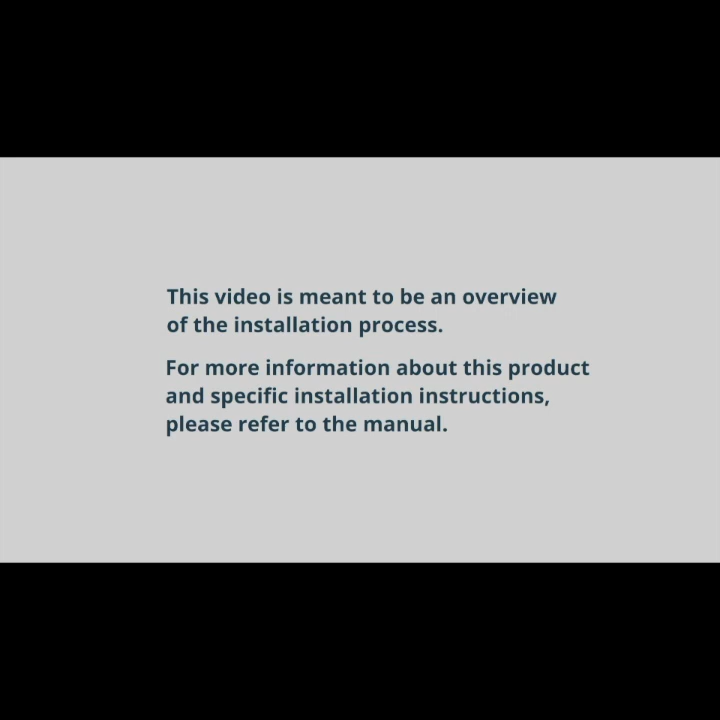 This video is meant to be an overview
of the installation process.
For more information about this product
and specific installation instructions,
please refer to the manual.